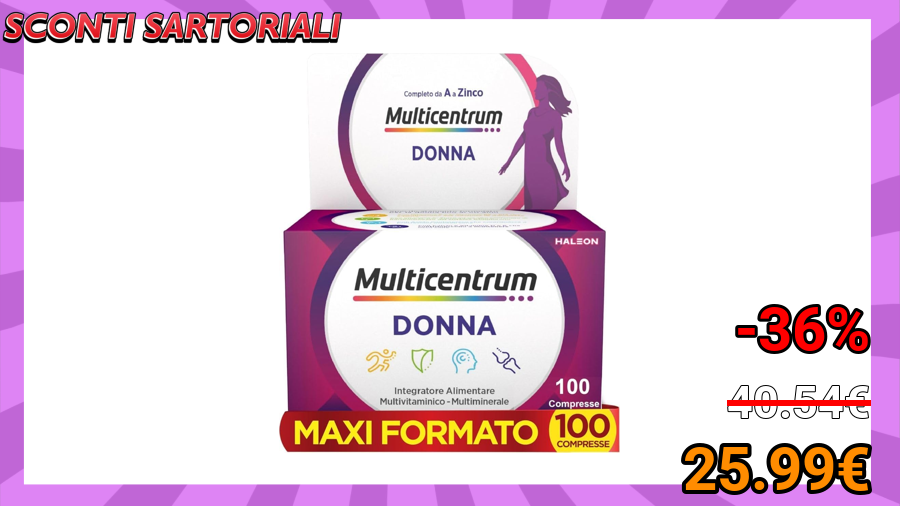 SCONTI SARTORIALI
Completo da A a Zinco
Multicentrum
DONNA
HALEON
Multicentrum
DONNA
Integratore Alimentare
Multivitaminico - Multiminerale
100
Compresse
MAXI FORMATO
100
COMPRESSE
-36%
40.54€
25.99€